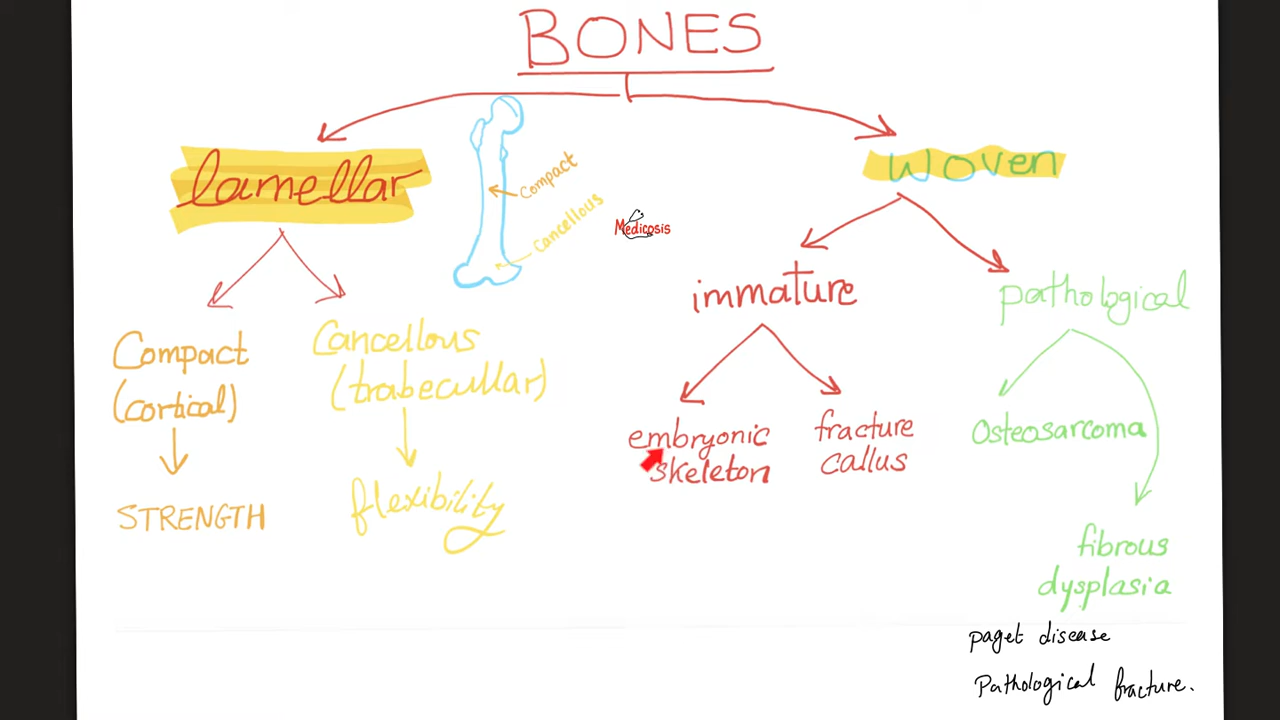 BONES
lamellar
woven
Compact
Cancellous
Medicosis
immature
pathological
Compact
(cortical)
Cancellous
(trabecullar)
embryonic
skeleton
fracture
callus
Osteosarcoma
STRENGTH
flexibility
fibrous
dysplasia
paget disease
Pathological fracture.